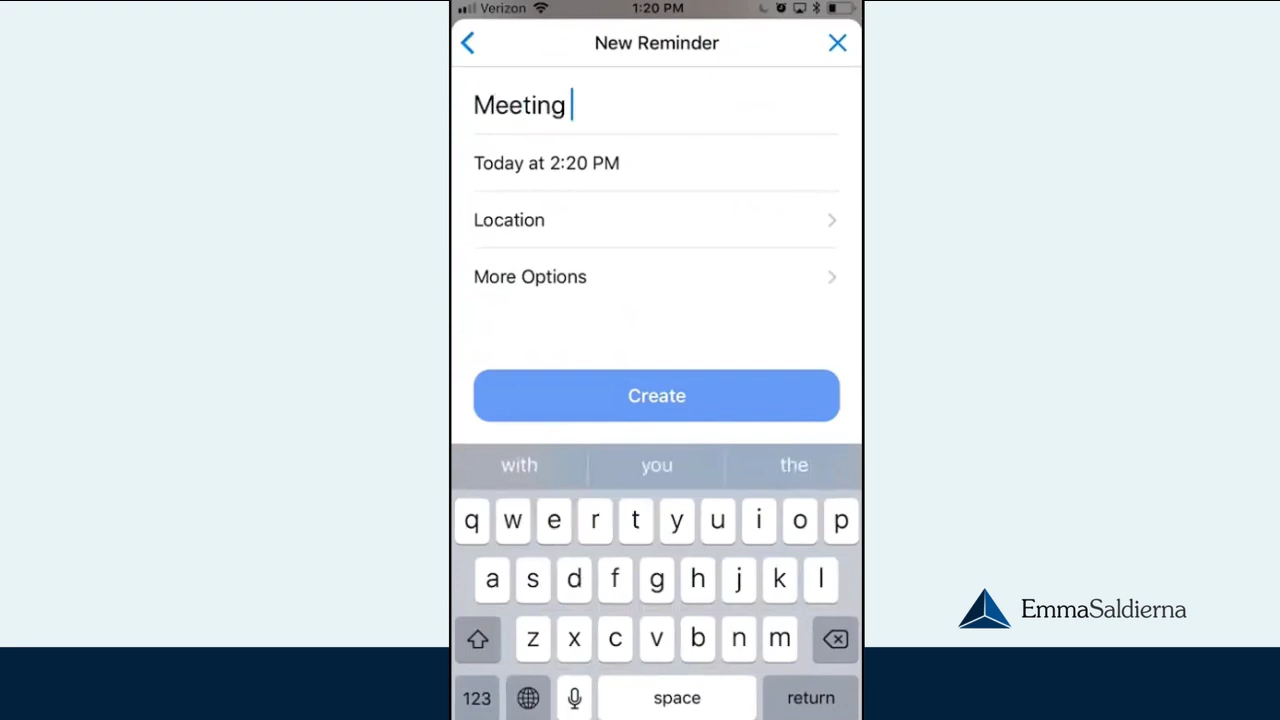 Verizon 1:20 PM
New Reminder
Meeting
Today at 2:20 PM
Location
More Options
Create
with you the
q w e r t y u i o p
a s d f g h j k l
z x c v b n m
123 space return
EmmaSaldierna